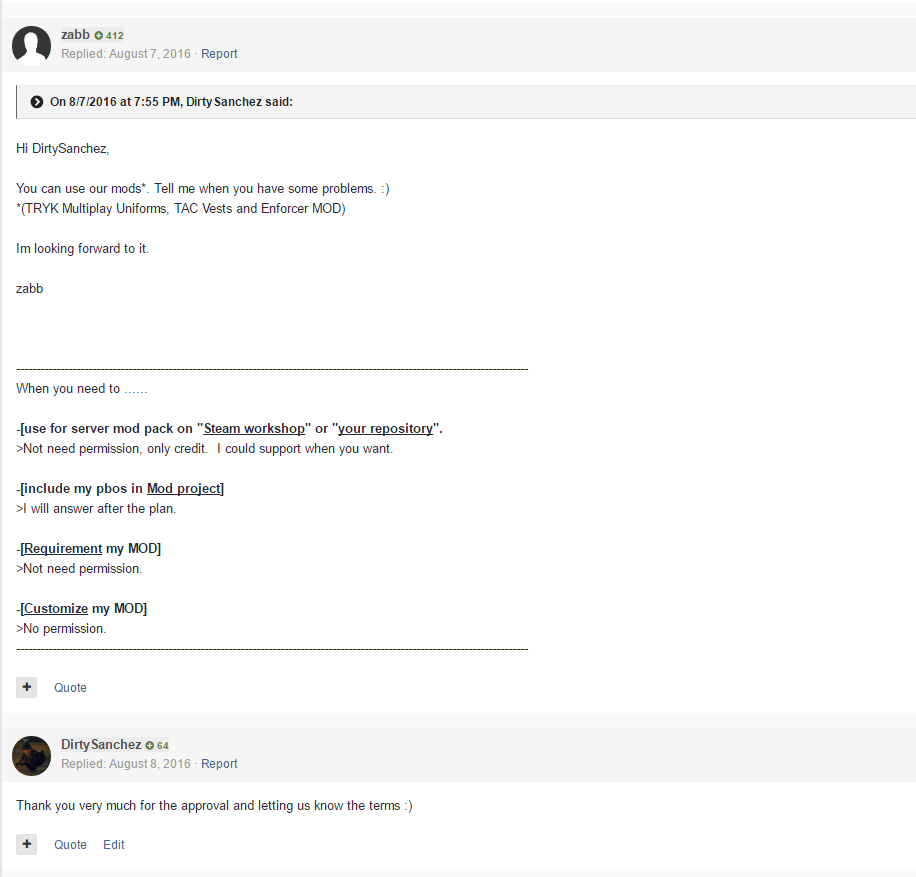 zabb 412
Replied: August 7, 2016 · Report
On 8/7/2016 at 7:55 PM, DirtySanchez said:
Hi DirtySanchez,
You can use our mods*. Tell me when you have some problems. :)
*(TRYK Multiplay Uniforms, TAC Vests and Enforcer MOD)
Im looking forward to it.
zabb
--------------------------------------------------------------------------------------------------------------------------------
When you need to ......
-[use for server mod pack on "Steam workshop" or "your repository".
>Not need permission, only credit.  I could support when you want.
-[include my pbos in Mod project]
>I will answer after the plan.
-[Requirement my MOD]
>Not need permission.
-[Customize my MOD]
>No permission.
--------------------------------------------------------------------------------------------------------------------------------
+ Quote
DirtySanchez 64
Replied: August 8, 2016 · Report
Thank you very much for the approval and letting us know the terms :)
+ Quote Edit